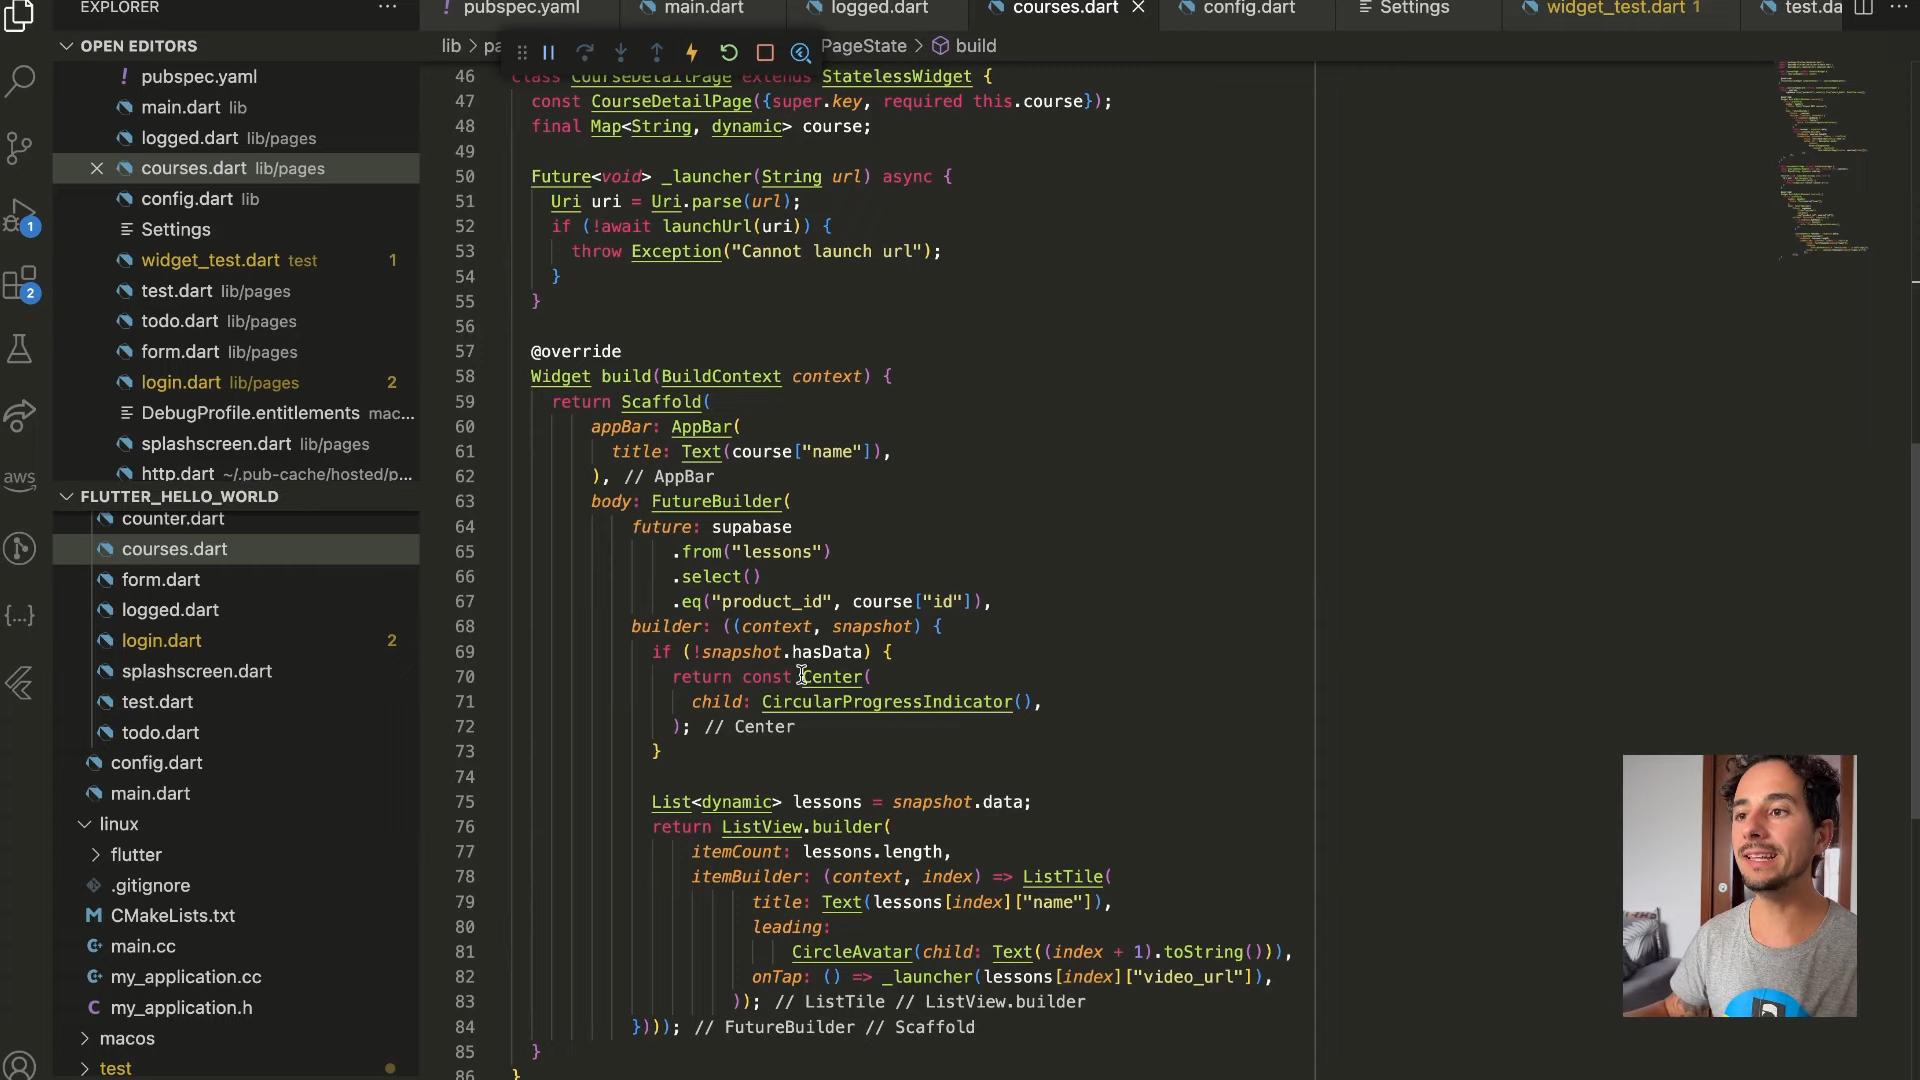 EXPLORER
pubspec.yaml
main.dart
logged.dart
courses.dart
config.dart
Settings
widget_test.dart 1
test.da
OPEN EDITORS
lib > pa
PageState > build
! pubspec.yaml
main.dart lib
logged.dart lib/pages
courses.dart lib/pages
config.dart lib
Settings
widget_test.dart test 1
test.dart lib/pages
todo.dart lib/pages
form.dart lib/pages
login.dart lib/pages 2
DebugProfile.entitlements mac...
splashscreen.dart lib/pages
http.dart ~/.pub-cache/hosted/p...
FLUTTER_HELLO_WORLD
counter.dart
courses.dart
form.dart
logged.dart
login.dart 2
splashscreen.dart
test.dart
todo.dart
config.dart
main.dart
linux
flutter
.gitignore
CMakeLists.txt
main.cc
my_application.cc
my_application.h
macos
test
1
2
aws
46 class CourseDetailPage extends StatelessWidget {
47 const CourseDetailPage({super.key, required this.course});
48 final Map<String, dynamic> course;
49
50 Future<void> _launcher(String url) async {
51 Uri uri = Uri.parse(url);
52 if (!await launchUrl(uri)) {
53 throw Exception("Cannot launch url");
54 }
55 }
56
57 @override
58 Widget build(BuildContext context) {
59 return Scaffold(
60 appBar: AppBar(
61 title: Text(course["name"]),
62 ), // AppBar
63 body: FutureBuilder(
64 future: supabase
65 .from("lessons")
66 .select()
67 .eq("product_id", course["id"]),
68 builder: ((context, snapshot) {
69 if (!snapshot.hasData) {
70 return const Center(
71 child: CircularProgressIndicator(),
72 ); // Center
73 }
74
75 List<dynamic> lessons = snapshot.data;
76 return ListView.builder(
77 itemCount: lessons.length,
78 itemBuilder: (context, index) => ListTile(
79 title: Text(lessons[index]["name"]),
80 leading:
81 CircleAvatar(child: Text((index + 1).toString())),
82 onTap: () => _launcher(lessons[index]["video_url"]),
83 )); // ListTile // ListView.builder
84 }))); // FutureBuilder // Scaffold
85 }
86 }